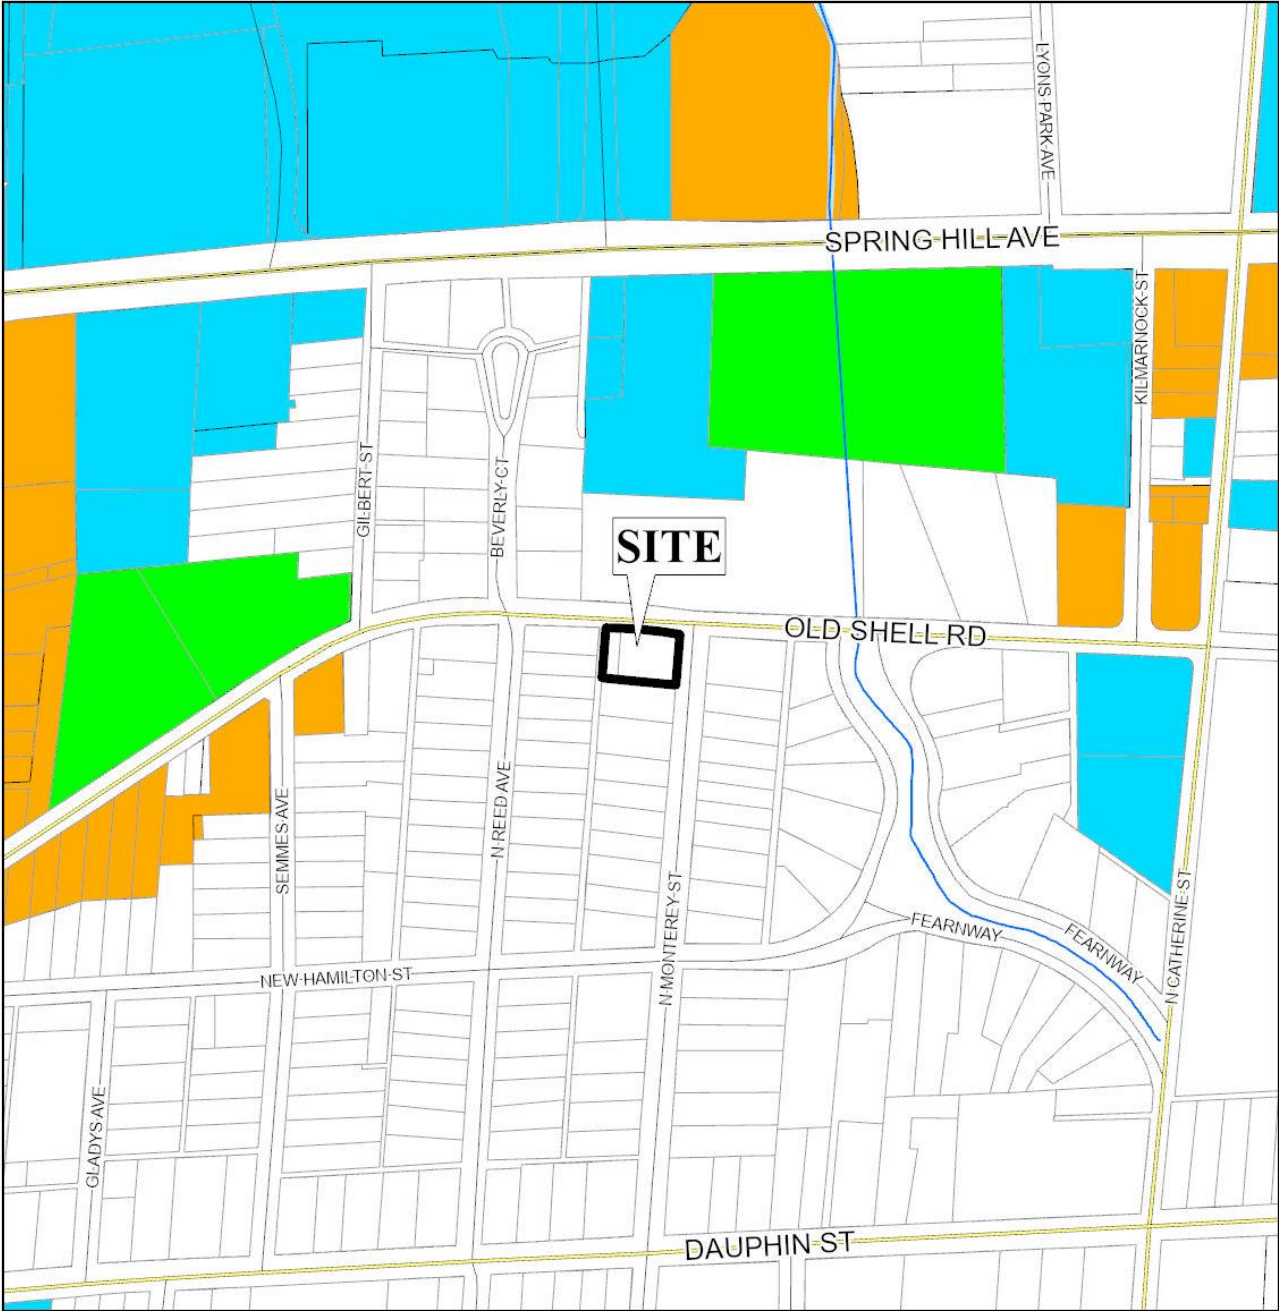 LYONS PARK AVE
SPRING HILL AVE
KILMARNOCK ST
GILBERT ST
BEVERLY CT
SITE
OLD SHELL RD
SEMMES AVE
N REED AVE
N MONTEREY ST
FEARNWAY
FEARNWAY
N CATHERINE ST
NEW HAMILTON ST
GLADYS AVE
DAUPHIN ST